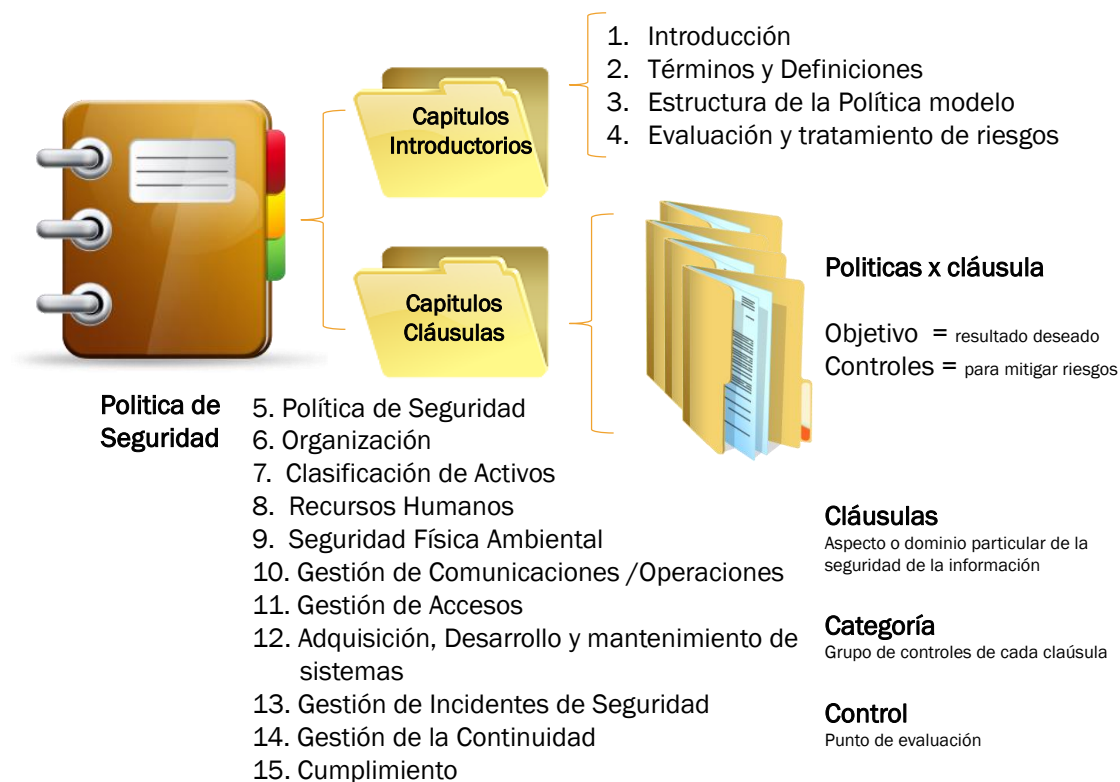 1. Introducción
2. Términos y Definiciones
3. Estructura de la Política modelo
4. Evaluación y tratamiento de riesgos
Capitulos
Introductorios
Capitulos
Cláusulas
Politicas x cláusula
Objetivo = resultado deseado
Controles = para mitigar riesgos
Politica de
Seguridad
5. Política de Seguridad
6. Organización
7. Clasificación de Activos
8. Recursos Humanos
9. Seguridad Física Ambiental
10. Gestión de Comunicaciones /Operaciones
11. Gestión de Accesos
12. Adquisición, Desarrollo y mantenimiento de
sistemas
13. Gestión de Incidentes de Seguridad
14. Gestión de la Continuidad
15. Cumplimiento
Cláusulas
Aspecto o dominio particular de la
seguridad de la información
Categoría
Grupo de controles de cada claúsula
Control
Punto de evaluación